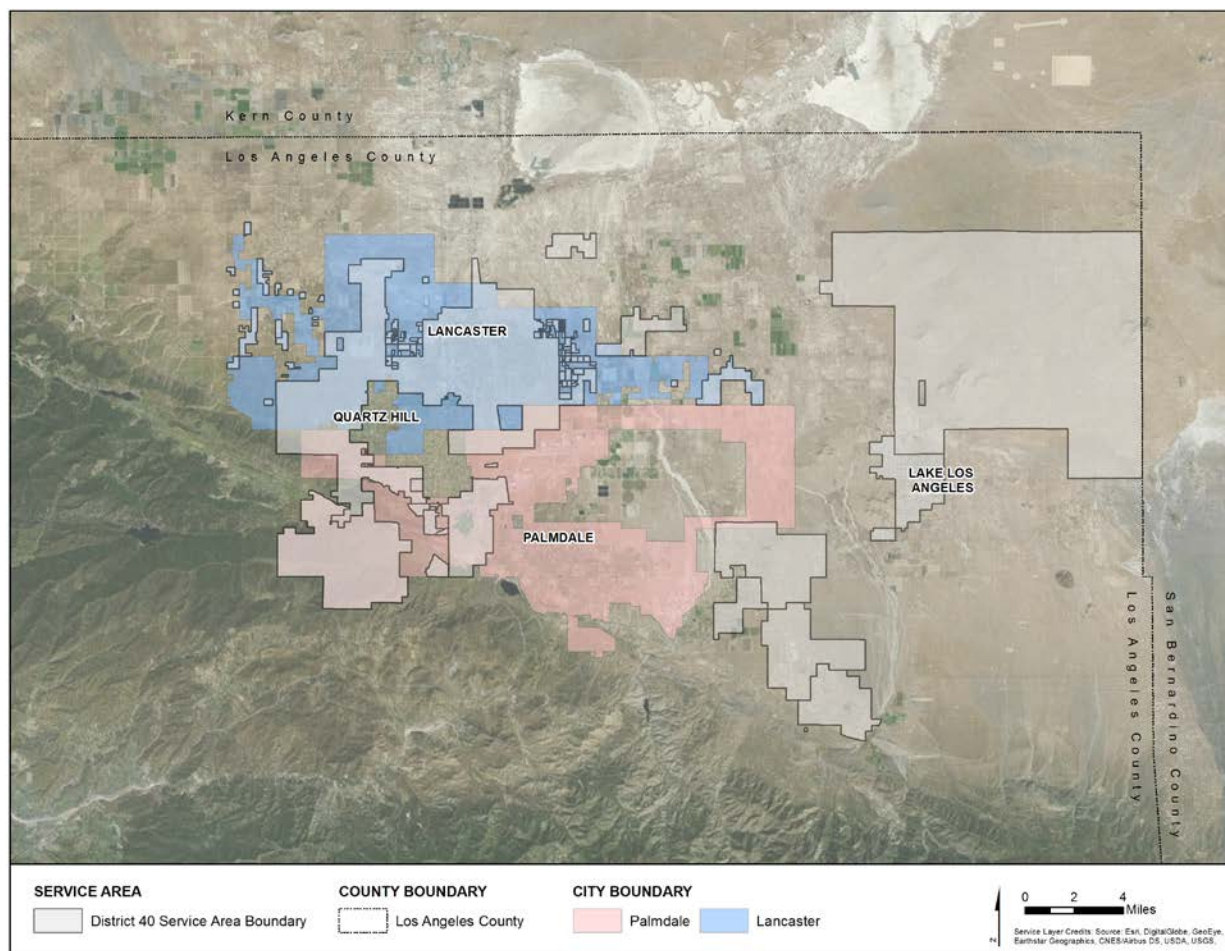 Kern County
Los Angeles County
LANCASTER
QUARTZ HILL
LAKE LOS
ANGELES
PALMDALE
Los Angeles County
San Bernardino County
SERVICE AREA
District 40 Service Area Boundary
COUNTY BOUNDARY
Los Angeles County
CITY BOUNDARY
Palmdale
Lancaster
N
0 2 4
Miles
Service Layer Credits: Source: Esri, DigitalGlobe, GeoEye,
Earthstar Geographics, CNES/Airbus DS, USDA, USGS,